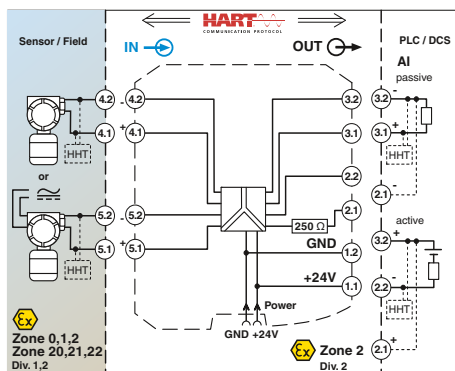 Sensor / Field
HART
COMMUNICATION PROTOCOL
PLC / DCS
IN
OUT
AI
passive
4.2
-
4.2
3.2
3.2
-
4.1
+
4.1
3.1
3.1
+
HHT
HHT
2.2
or
2.1
2.1
-
250 Ω
active
5.2
-
5.2
GND
1.2
3.2
+
5.1
+
5.1
+24V
1.1
2.2
-
HHT
HHT
Power
GND +24V
2.1
+
Ex
Zone 0,1,2
Zone 20,21,22
Div. 1,2
Ex
Zone 2
Div. 2